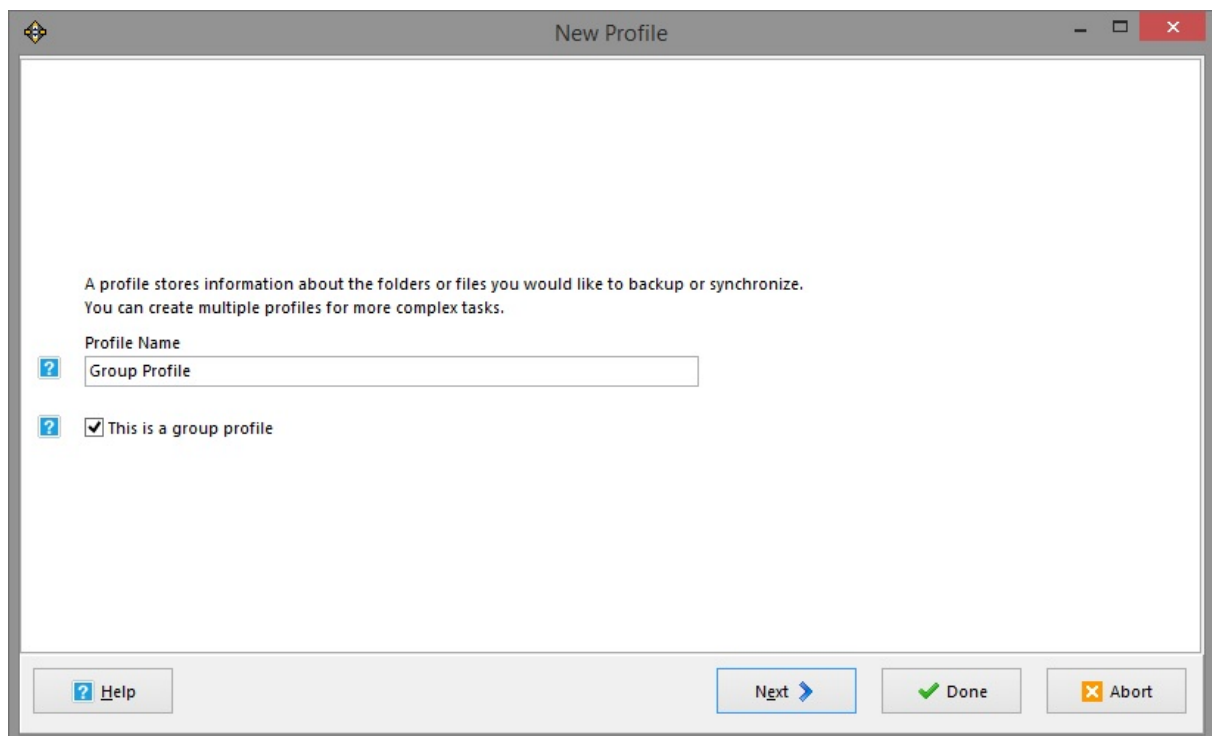 New Profile
A profile stores information about the folders or files you would like to backup or synchronize.
You can create multiple profiles for more complex tasks.
Profile Name
Group Profile
This is a group profile
Help
Next
Done
Abort